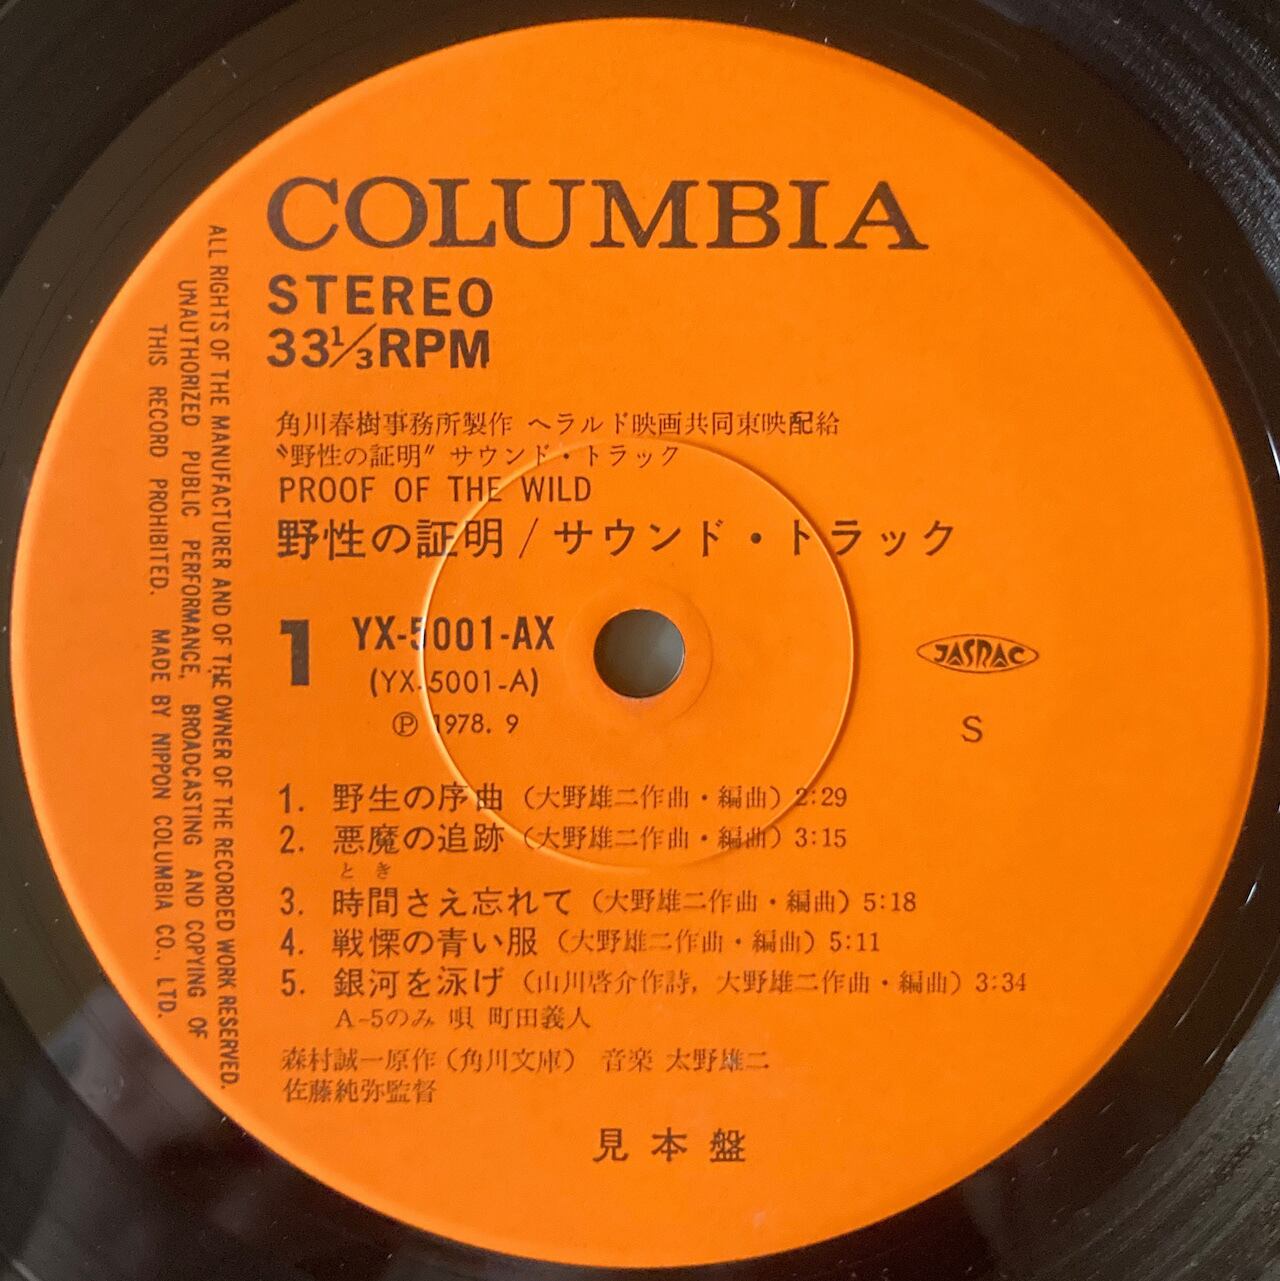 COLUMBIA
STEREO
33⅓RPM
角川春樹事務所製作 ヘラルド映画共同東映配給
〝野性の証明〟サウンド・トラック
PROOF OF THE WILD
野性の証明/サウンド・トラック
1 YX-5001-AX
(YX-5001-A)
Ⓟ 1978. 9
JASRAC
S
1. 野生の序曲(大野雄二作曲・編曲)2:29
2. 悪魔の追跡(大野雄二作曲・編曲)3:15
とき
3. 時間さえ忘れて(大野雄二作曲・編曲)5:18
4. 戦慄の青い服(大野雄二作曲・編曲)5:11
5. 銀河を泳げ(山川啓介作詩,大野雄二作曲・編曲)3:34
A-5のみ 唄 町田義人
森村誠一原作(角川文庫) 音楽 大野雄二
佐藤純弥監督
見本盤
ALL RIGHTS OF THE MANUFACTURER AND OF THE OWNER OF THE RECORDED WORK RESERVED.
UNAUTHORIZED PUBLIC PERFORMANCE, BROADCASTING AND COPYING OF
THIS RECORD PROHIBITED. MADE BY NIPPON COLUMBIA CO., LTD.